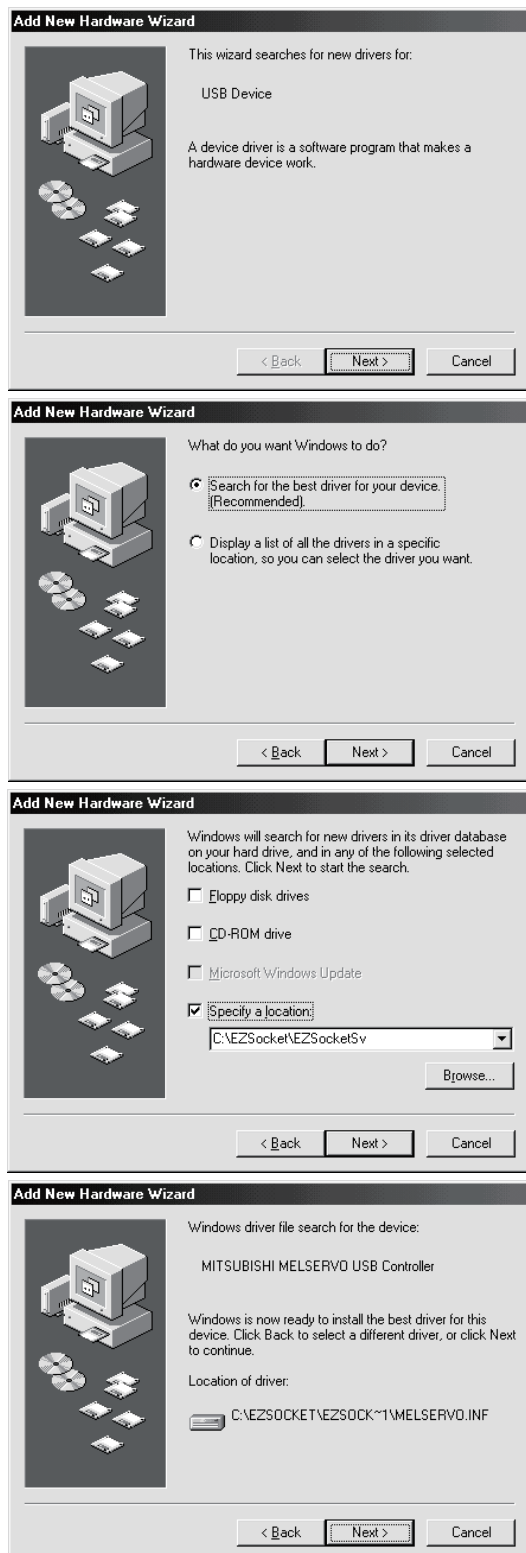 Add New Hardware Wizard
This wizard searches for new drivers for:
USB Device
A device driver is a software program that makes a
hardware device work.
< Back
Next >
Cancel
Add New Hardware Wizard
What do you want Windows to do?
Search for the best driver for your device.
(Recommended).
Display a list of all the drivers in a specific
location, so you can select the driver you want.
< Back
Next >
Cancel
Add New Hardware Wizard
Windows will search for new drivers in its driver database
on your hard drive, and in any of the following selected
locations. Click Next to start the search.
Floppy disk drives
CD-ROM drive
Microsoft Windows Update
Specify a location:
C:\EZSocket\EZSocketSv
Browse...
< Back
Next >
Cancel
Add New Hardware Wizard
Windows driver file search for the device:
MITSUBISHI MELSERVO USB Controller
Windows is now ready to install the best driver for this
device. Click Back to select a different driver, or click Next
to continue.
Location of driver:
C:\EZSOCKET\EZSOCK~1\MELSERVO.INF
< Back
Next >
Cancel